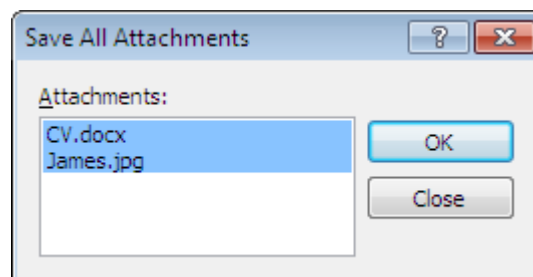 Save All Attachments
Attachments:
CV.docx
James.jpg
OK
Close